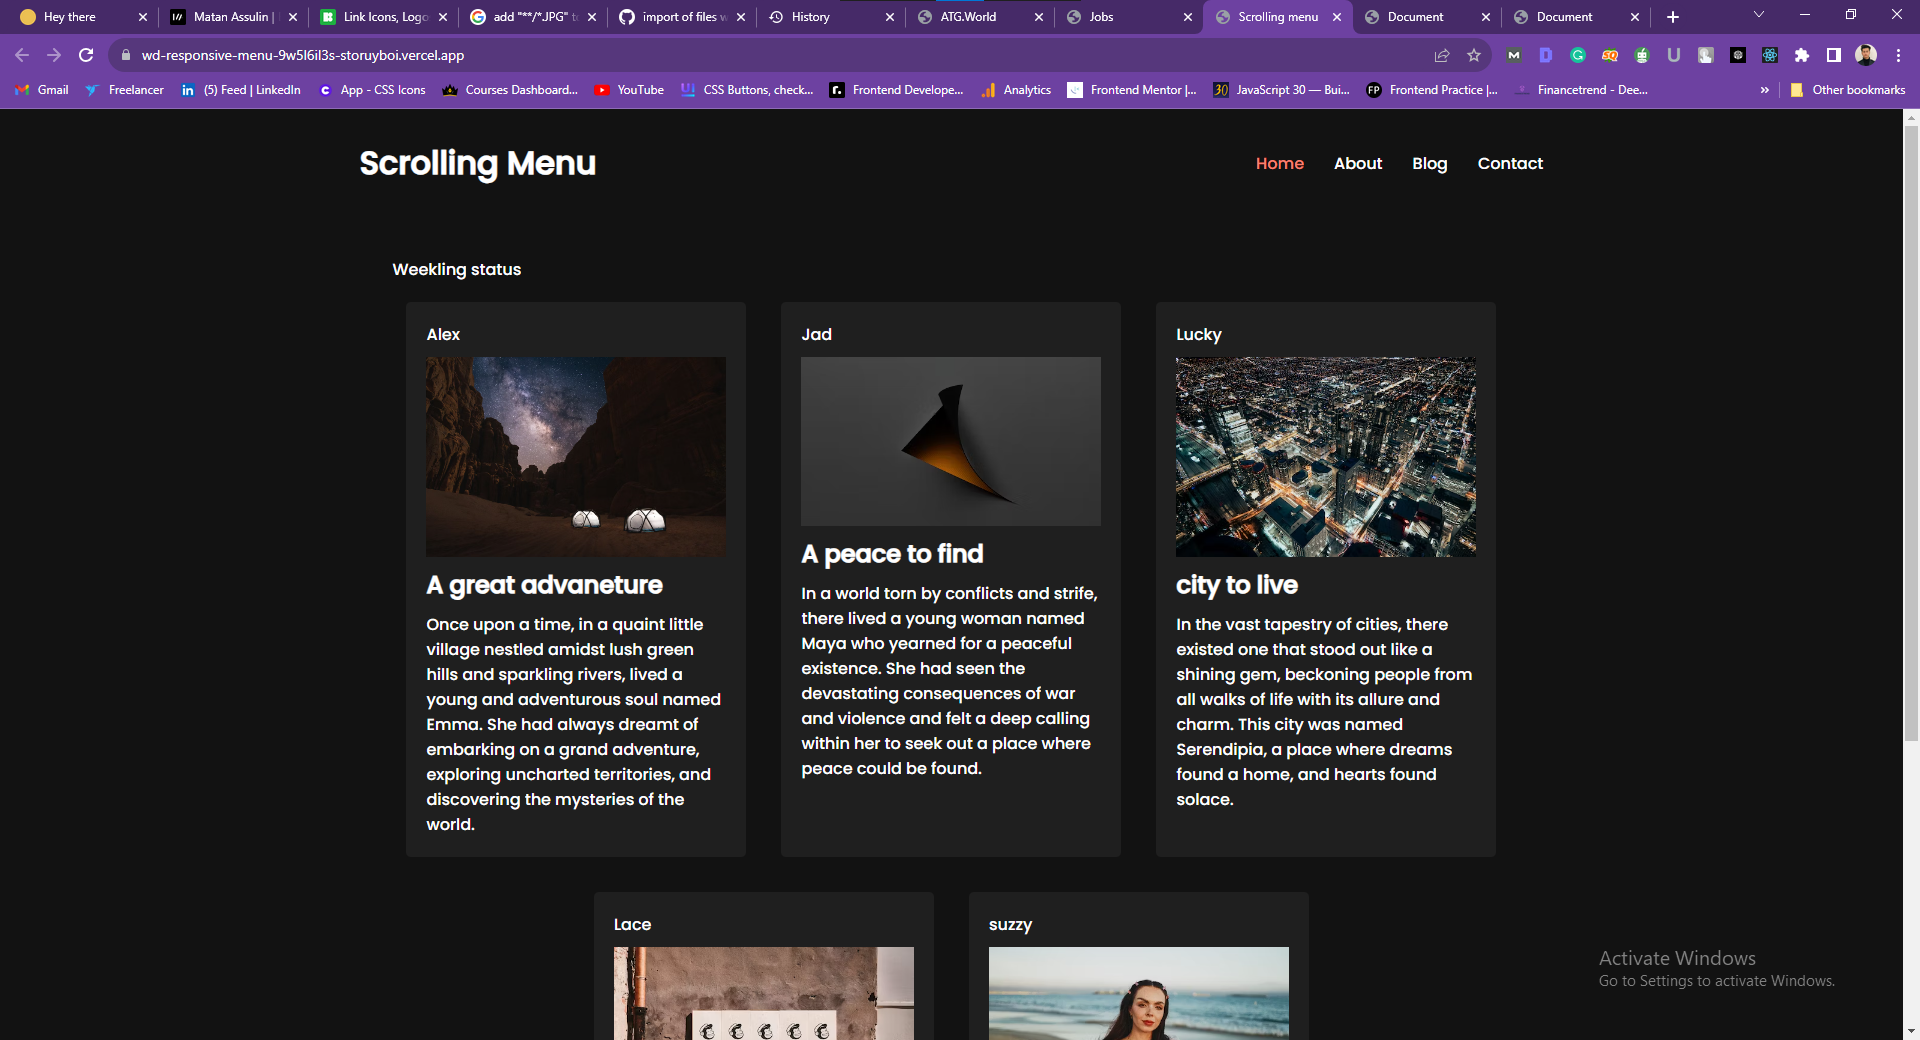 Hey there
Matan Assulin |
Link Icons, Logo
add "**/*.JPG" t
import of files w
History
ATG.World
Jobs
Scrolling menu
Document
Document
wd-responsive-menu-9w5l6il3s-storuyboi.vercel.app
Gmail
Freelancer
(5) Feed | LinkedIn
App - CSS Icons
Courses Dashboard...
YouTube
CSS Buttons, check...
Frontend Develope...
Analytics
Frontend Mentor |...
JavaScript 30 — Bui...
Frontend Practice |...
Financetrend - Dee...
Other bookmarks
Scrolling Menu
Home
About
Blog
Contact
Weekling status
Alex
A great advaneture
Once upon a time, in a quaint little
village nestled amidst lush green
hills and sparkling rivers, lived a
young and adventurous soul named
Emma. She had always dreamt of
embarking on a grand adventure,
exploring uncharted territories, and
discovering the mysteries of the
world.
Jad
A peace to find
In a world torn by conflicts and strife,
there lived a young woman named
Maya who yearned for a peaceful
existence. She had seen the
devastating consequences of war
and violence and felt a deep calling
within her to seek out a place where
peace could be found.
Lucky
city to live
In the vast tapestry of cities, there
existed one that stood out like a
shining gem, beckoning people from
all walks of life with its allure and
charm. This city was named
Serendipia, a place where dreams
found a home, and hearts found
solace.
Lace
suzzy
Activate Windows
Go to Settings to activate Windows.